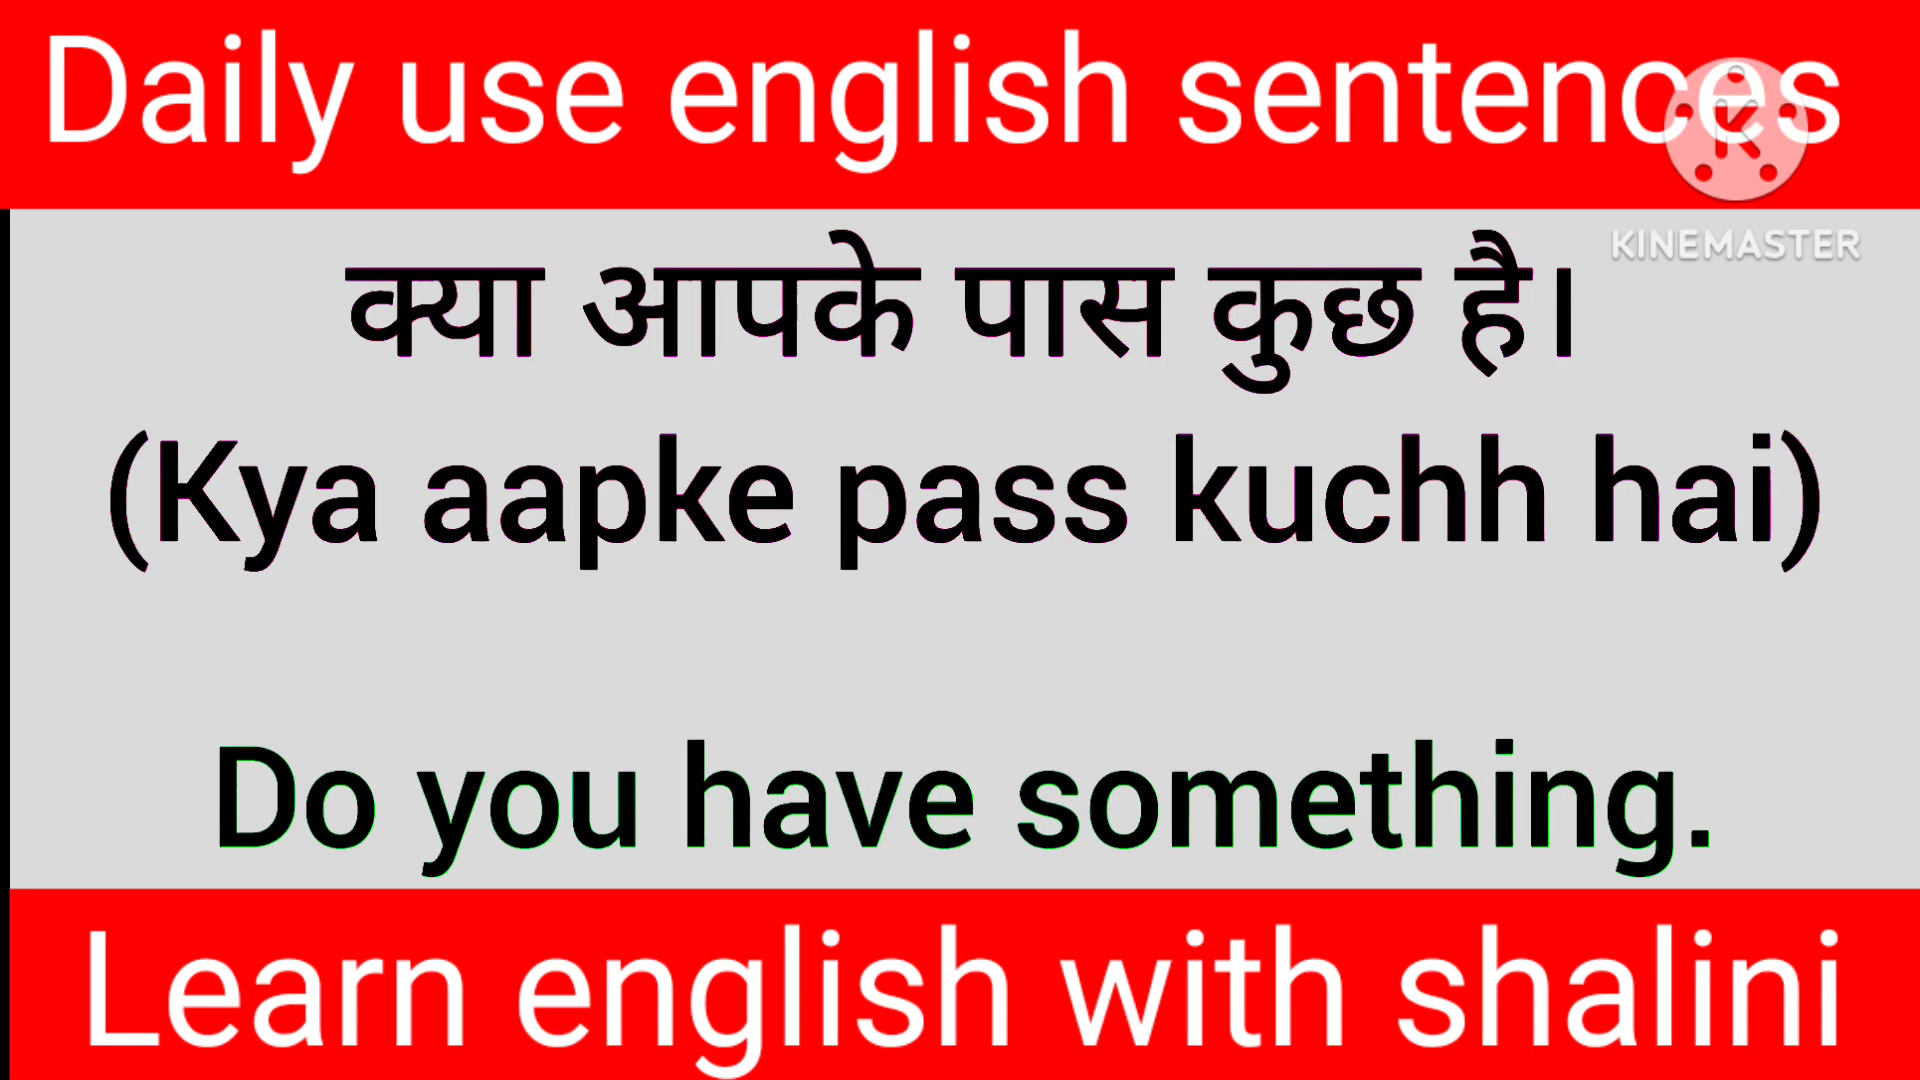 Daily use english sentences
KINEMASTER
क्या आपके पास कुछ है।
(Kya aapke pass kuchh hai)
Do you have something.
Learn english with shalini